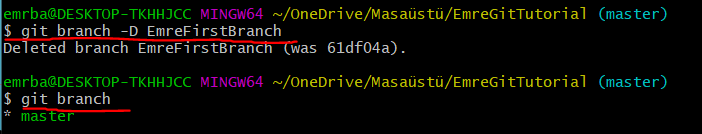 emrba@DESKTOP-TKHHJCC MINGW64 ~/OneDrive/Masaüstü/EmreGitTutorial (master)
$ git branch -D EmreFirstBranch
Deleted branch EmreFirstBranch (was 61df04a).
emrba@DESKTOP-TKHHJCC MINGW64 ~/OneDrive/Masaüstü/EmreGitTutorial (master)
$ git branch
* master